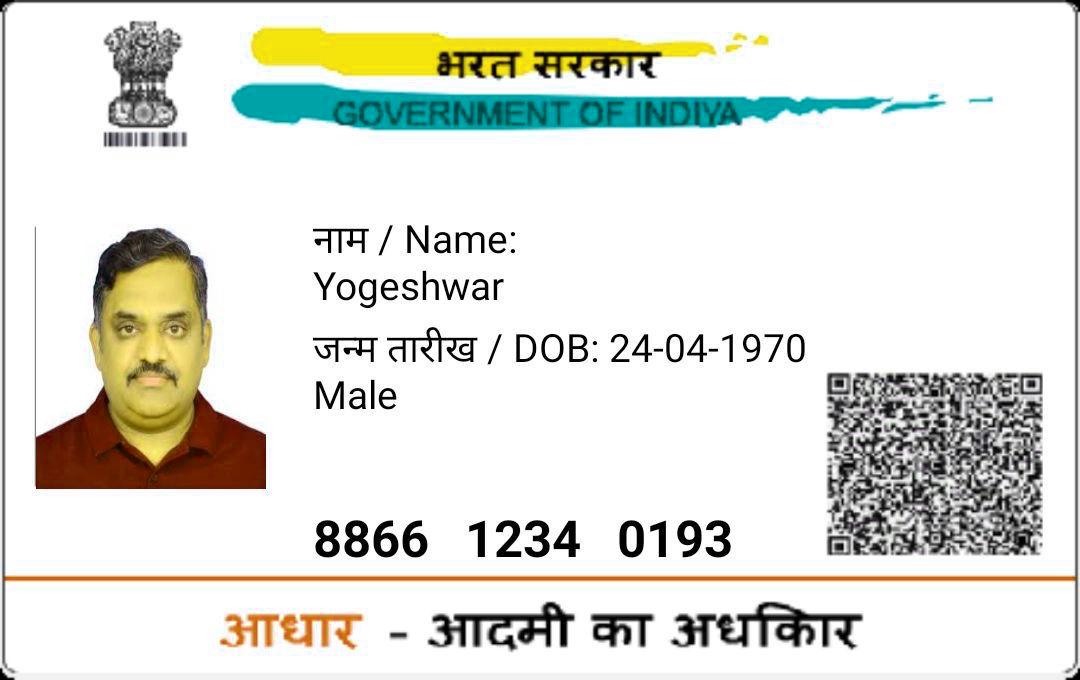 भरत सरकार
GOVERNMENT OF INDIYA
नाम / Name:
Yogeshwar
जन्म तारीख / DOB: 24-04-1970
Male
8866 1234 0193
आधार - आदमी का अधकिार